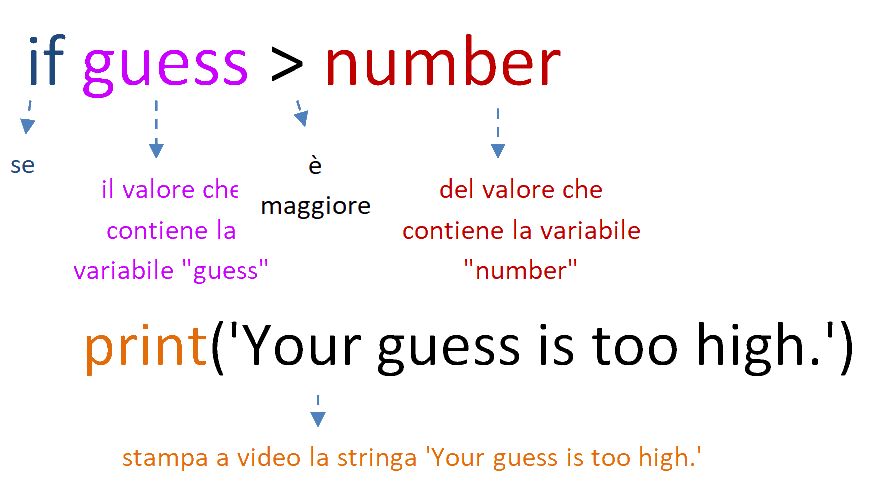 if guess > number
se
il valore che
contiene la
variabile "guess"
è
maggiore
del valore che
contiene la variabile
"number"
print('Your guess is too high.')
stampa a video la stringa 'Your guess is too high.'